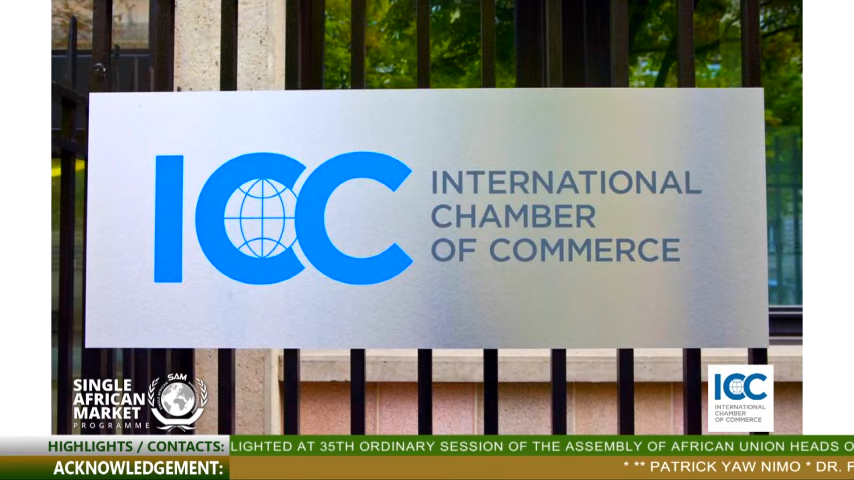 ICC
INTERNATIONAL
CHAMBER
OF COMMERCE
SINGLE
AFRICAN
MARKET
PROGRAMME
SAM
ICC
INTERNATIONAL
CHAMBER
OF COMMERCE
HIGHLIGHTS / CONTACTS: LIGHTED AT 35TH ORDINARY SESSION OF THE ASSEMBLY OF AFRICAN UNION HEADS O
ACKNOWLEDGEMENT: * ** PATRICK YAW NIMO * DR. F